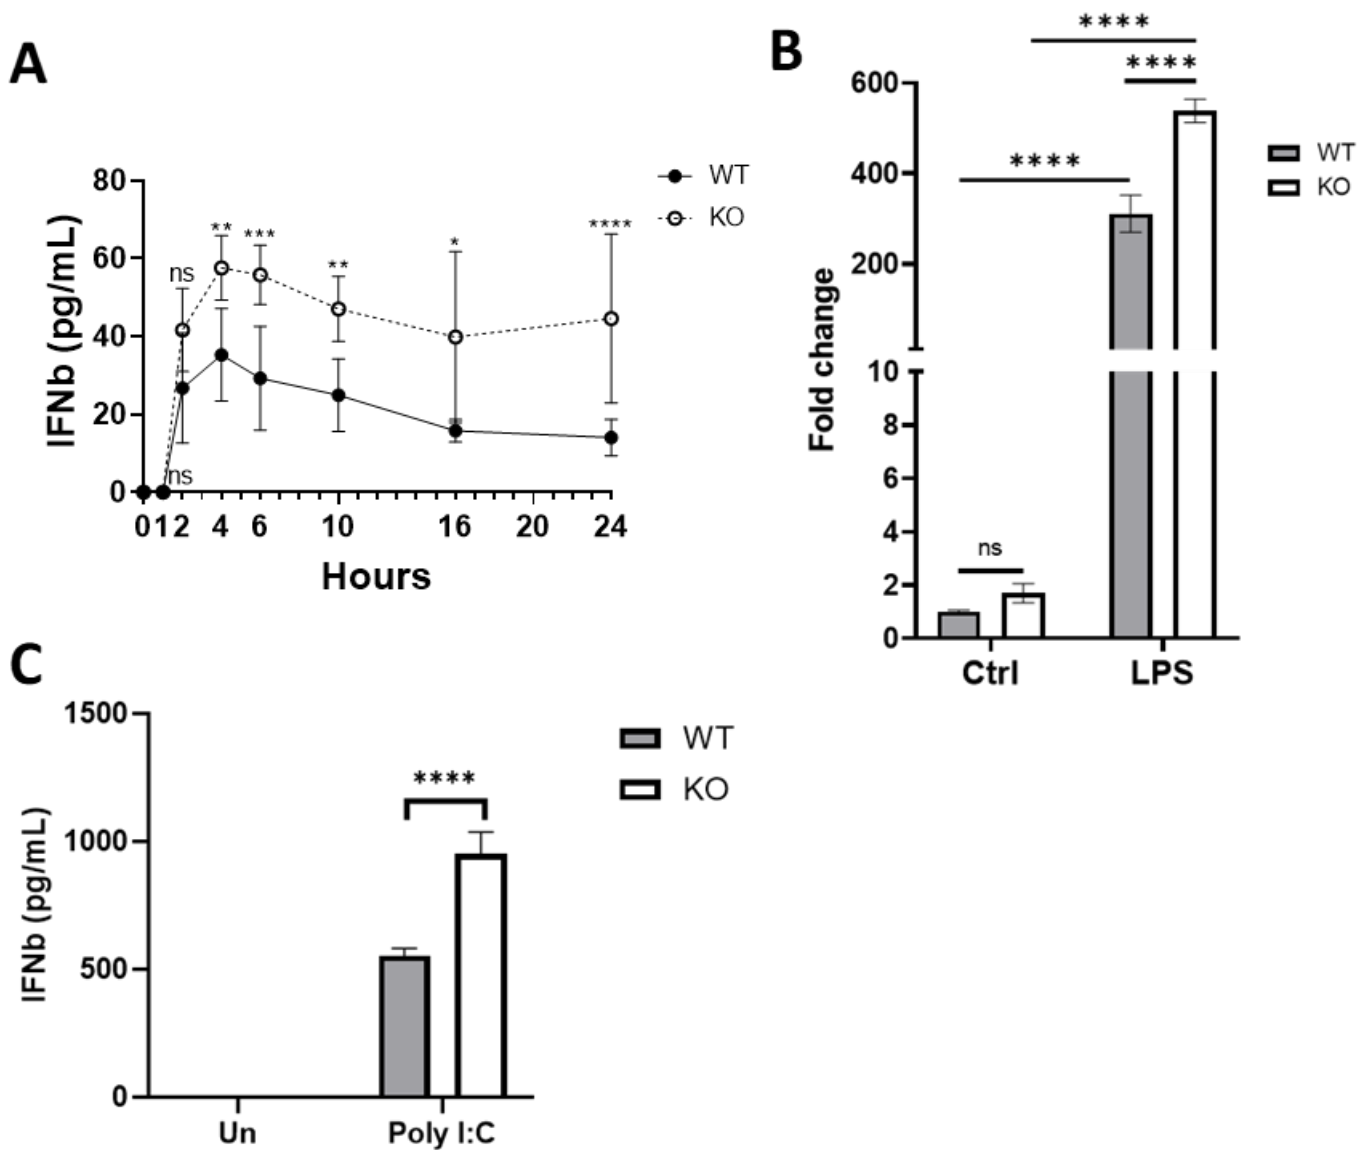 A
IFNb (pg/mL)
80
60
40
20
0
ns
ns
**
***
**
*
****
WT
KO
0 1 2 4 6 10 16 20 24
Hours
B
Fold change
600
400
200
10
8
6
4
2
0
****
****
****
ns
WT
KO
Ctrl LPS
C
IFNb (pg/mL)
1500
1000
500
0
****
WT
KO
Un Poly I:C